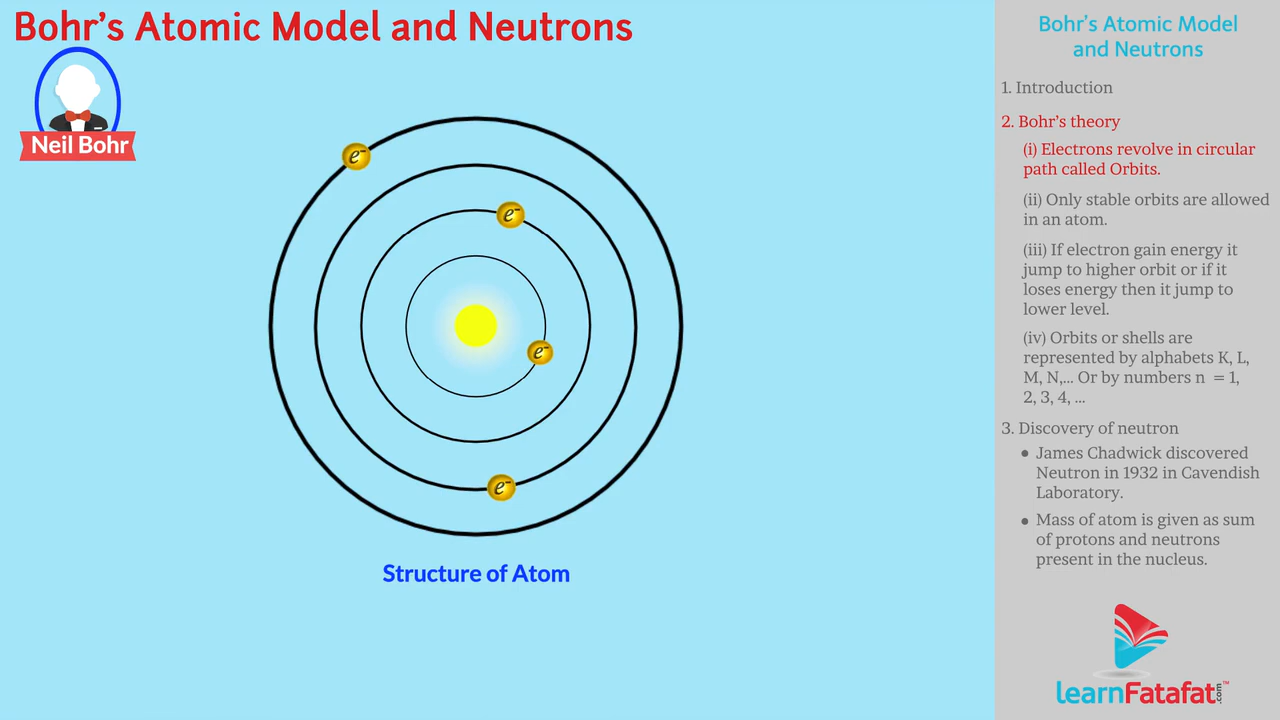 Bohr's Atomic Model and Neutrons
Neil Bohr
e⁻
e⁻
e⁻
e⁻
Structure of Atom
Bohr's Atomic Model
and Neutrons
1. Introduction
2. Bohr's theory
(i) Electrons revolve in circular
path called Orbits.
(ii) Only stable orbits are allowed
in an atom.
(iii) If electron gain energy it
jump to higher orbit or if it
loses energy then it jump to
lower level.
(iv) Orbits or shells are
represented by alphabets K, L,
M, N,... Or by numbers n = 1,
2, 3, 4, ...
3. Discovery of neutron
• James Chadwick discovered
Neutron in 1932 in Cavendish
Laboratory.
• Mass of atom is given as sum
of protons and neutrons
present in the nucleus.
learnFatafat.com™